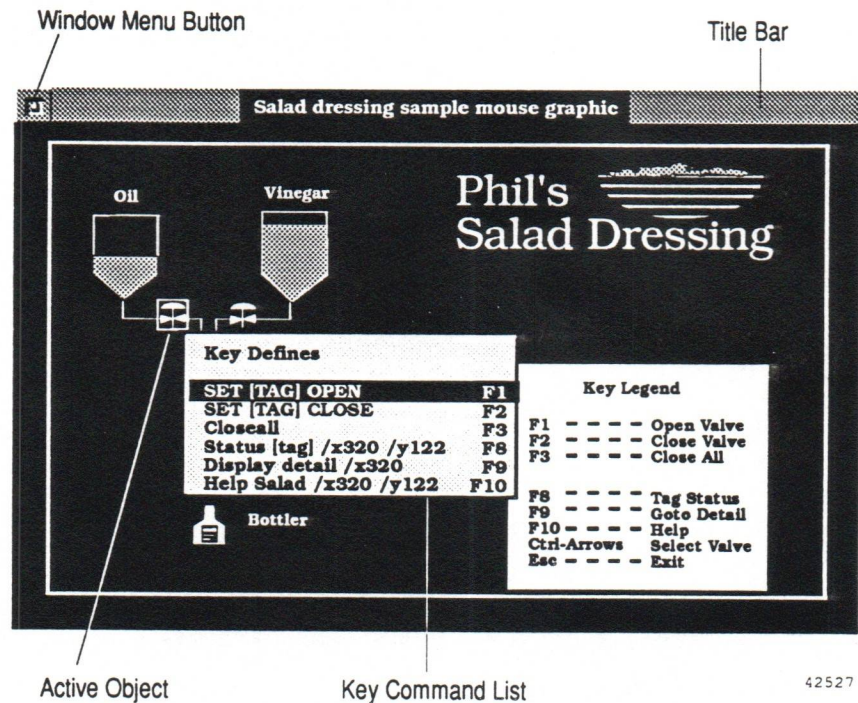 Window Menu Button
Title Bar
Salad dressing sample mouse graphic
Oil
Vinegar
Phil's
Salad Dressing
Key Defines
SET [TAG] OPEN F1
SET [TAG] CLOSE F2
Closeall F3
Status [tag] /x320 /y122 F8
Display detail /x320 F9
Help Salad /x320 /y122 F10
Key Legend
F1 - - - - Open Valve
F2 - - - - Close Valve
F3 - - - - Close All
F8 - - - - Tag Status
F9 - - - - Goto Detail
F10 - - - - Help
Ctrl-Arrows Select Valve
Esc - - - - Exit
Bottler
Active Object
Key Command List
42527